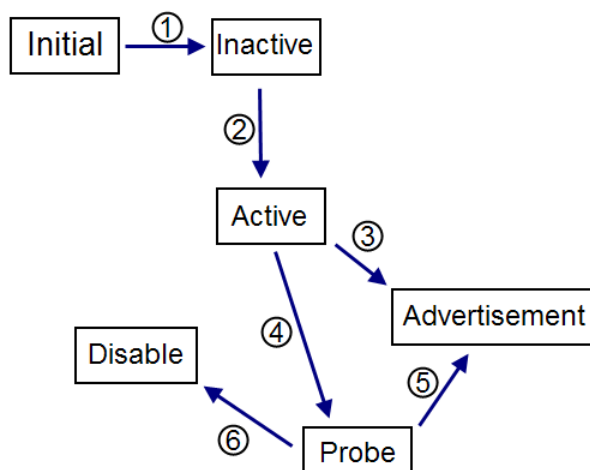 Initial
①
Inactive
②
Active
③
Advertisement
④
Disable
⑤
⑥
Probe